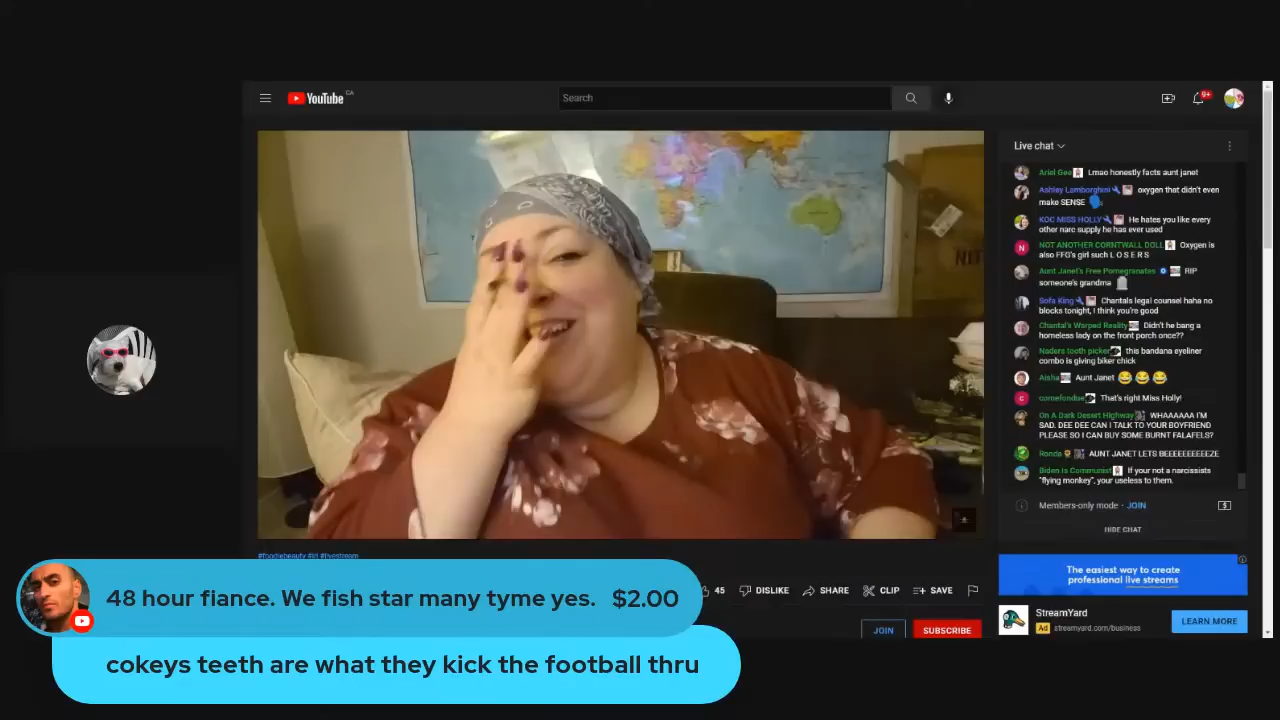 YouTube CA
Search
9+
Live chat
Ariel Gee Lmao honestly facts aunt janet
Ashley Lamborghini oxygen that didn't even
make SENSE
KOC MISS HOLLY He hates you like every
other narc supply he has ever used
NOT ANOTHER CORNTWALL DOLL Oxygen is
also FFG's girl such L O S E R S
Aunt Janet's Free Pomegranates RIP
someone's grandma
Sofa King Chantals legal counsel haha no
blocks tonight, I think you're good
Chantal's Warped Reality Didn't he bang a
homeless lady on the front porch once??
Naders tooth picker this bandana eyeliner
combo is giving biker chick
Aisha Aunt Janet 😂😂😂
comefondue That's right Miss Holly!
On A Dark Desert Highway WHAAAAAA I'M
SAD. DEE DEE CAN I TALK TO YOUR BOYFRIEND
PLEASE SO I CAN BUY SOME BURNT FALAFELS?
Ronda AUNT JANET LETS BEEEEEEEEEZE
Biden is Communist If your not a narcissists
"flying monkey", your useless to them.
Members-only mode - JOIN
HIDE CHAT
#foodiebeauty #irl #livestream
45 DISLIKE SHARE CLIP SAVE
JOIN SUBSCRIBE
The easiest way to create
professional live streams
StreamYard
Ad streamyard.com/business
LEARN MORE
48 hour fiance. We fish star many tyme yes. $2.00
cokeys teeth are what they kick the football thru